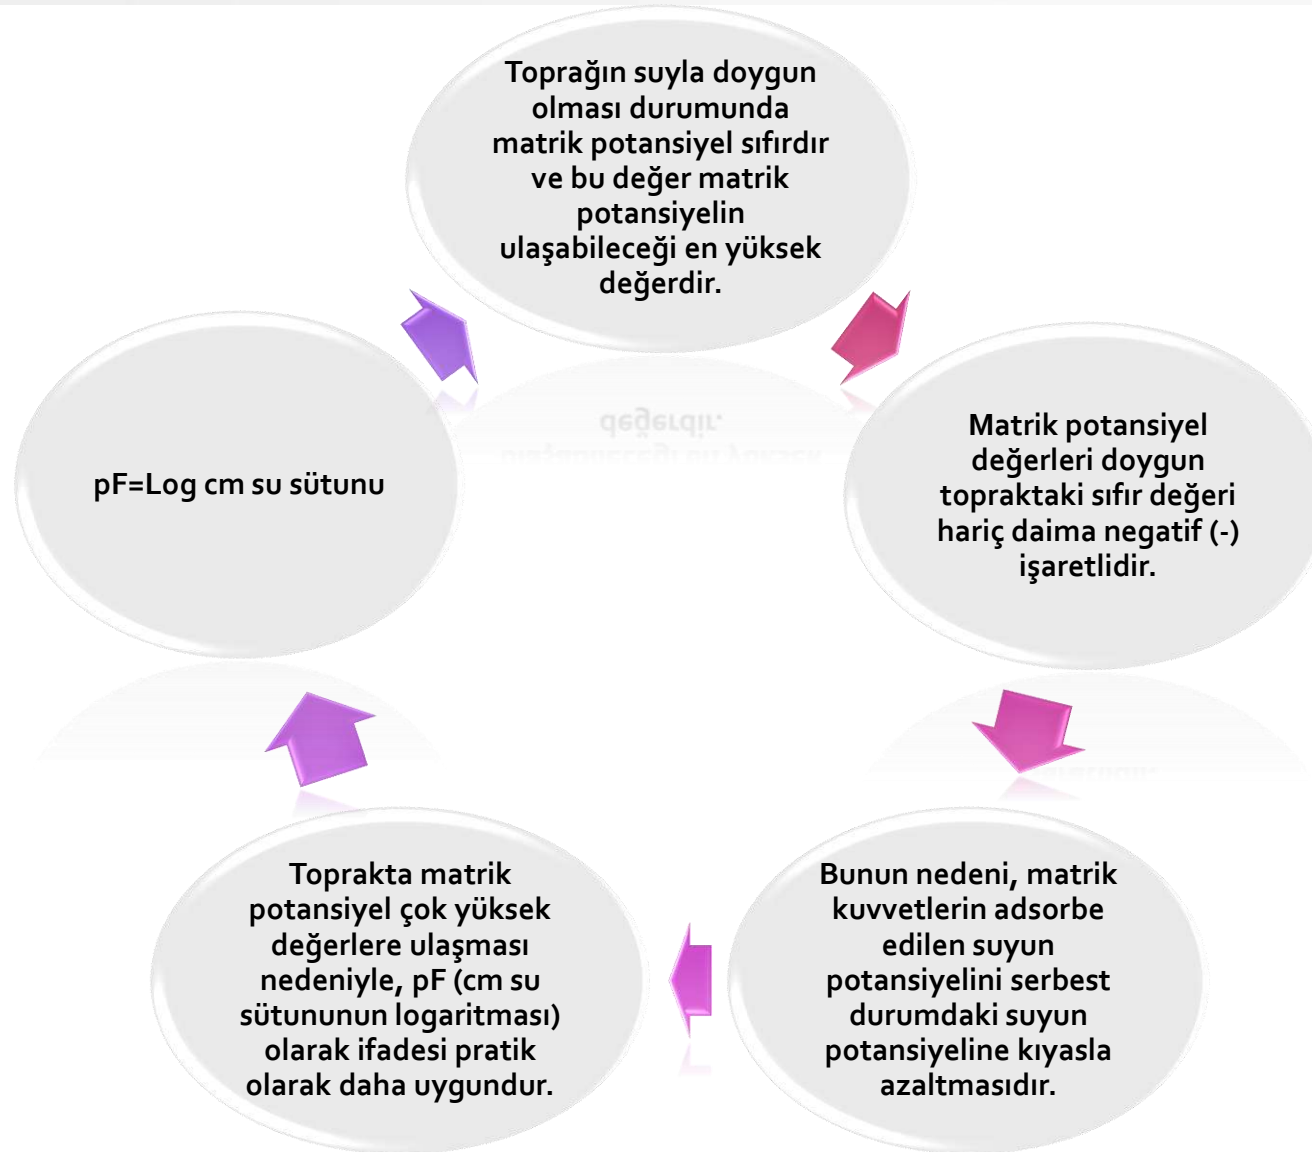 Toprağın suyla doygun
olması durumunda
matrik potansiyel sıfırdır
ve bu değer matrik
potansiyelin
ulaşabileceği en yüksek
değerdir.
Matrik potansiyel
değerleri doygun
topraktaki sıfır değeri
hariç daima negatif (-)
işaretlidir.
Bunun nedeni, matrik
kuvvetlerin adsorbe
edilen suyun
potansiyelini serbest
durumdaki suyun
potansiyeline kıyasla
azaltmasıdır.
Toprakta matrik
potansiyel çok yüksek
değerlere ulaşması
nedeniyle, pF (cm su
sütununun logaritması)
olarak ifadesi pratik
olarak daha uygundur.
pF=Log cm su sütunu